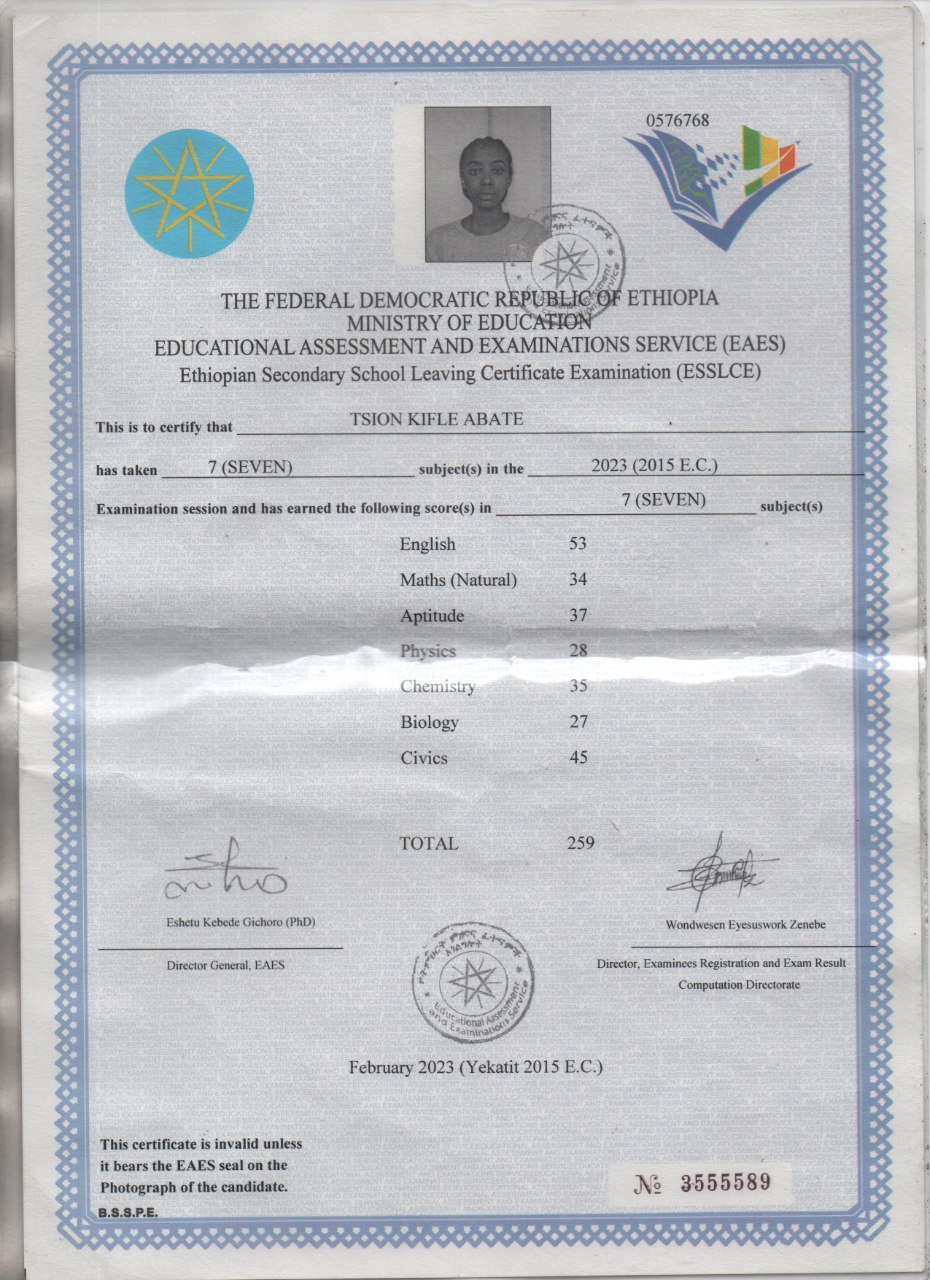 0576768
THE FEDERAL DEMOCRATIC REPUBLIC OF ETHIOPIA
MINISTRY OF EDUCATION
EDUCATIONAL ASSESSMENT AND EXAMINATIONS SERVICE (EAES)
Ethiopian Secondary School Leaving Certificate Examination (ESSLCE)
This is to certify that TSION KIFLE ABATE
has taken 7 (SEVEN) subject(s) in the 2023 (2015 E.C.)
Examination session and has earned the following score(s) in 7 (SEVEN) subject(s)
English 53
Maths (Natural) 34
Aptitude 37
Physics 28
Chemistry 35
Biology 27
Civics 45
TOTAL 259
Eshetu Kebede Gichoro (PhD)
Director General, EAES
Wondwesen Eyesuswork Zenebe
Director, Examinees Registration and Exam Result
Computation Directorate
Educational Assessment
and Examinations Service
February 2023 (Yekatit 2015 E.C.)
This certificate is invalid unless
it bears the EAES seal on the
Photograph of the candidate.
B.S.S.P.E.
№ 3555589